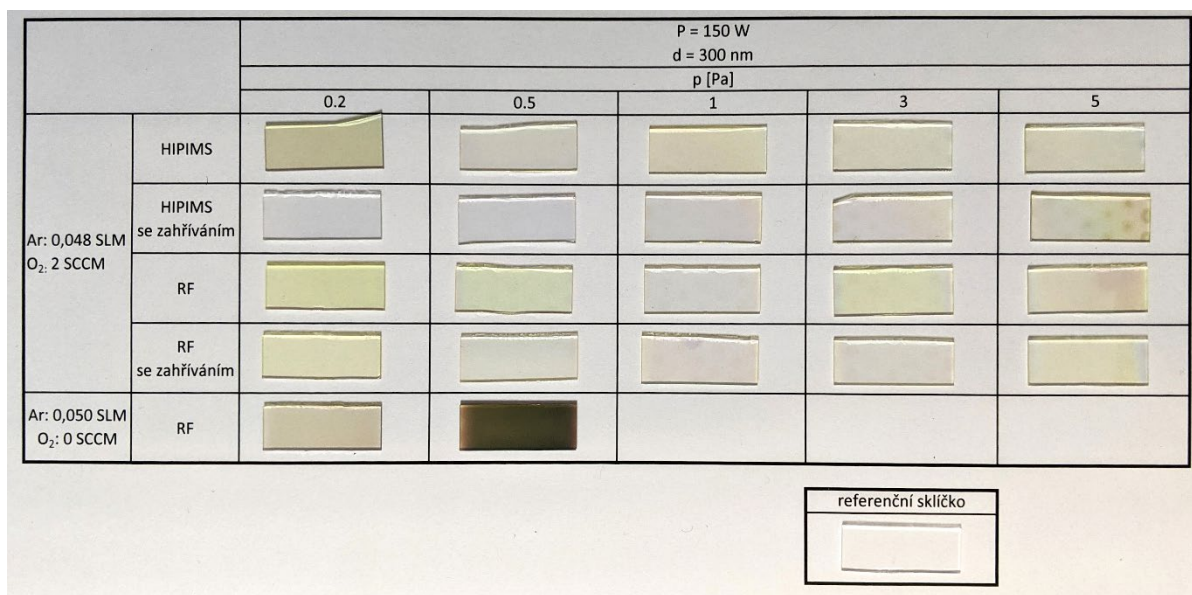 P = 150 W
d = 300 nm
p [Pa]
0.2 0.5 1 3 5
Ar: 0,048 SLM
O₂: 2 SCCM
HIPIMS
HIPIMS
se zahříváním
RF
RF
se zahříváním
Ar: 0,050 SLM
O₂: 0 SCCM
RF
referenční sklíčko